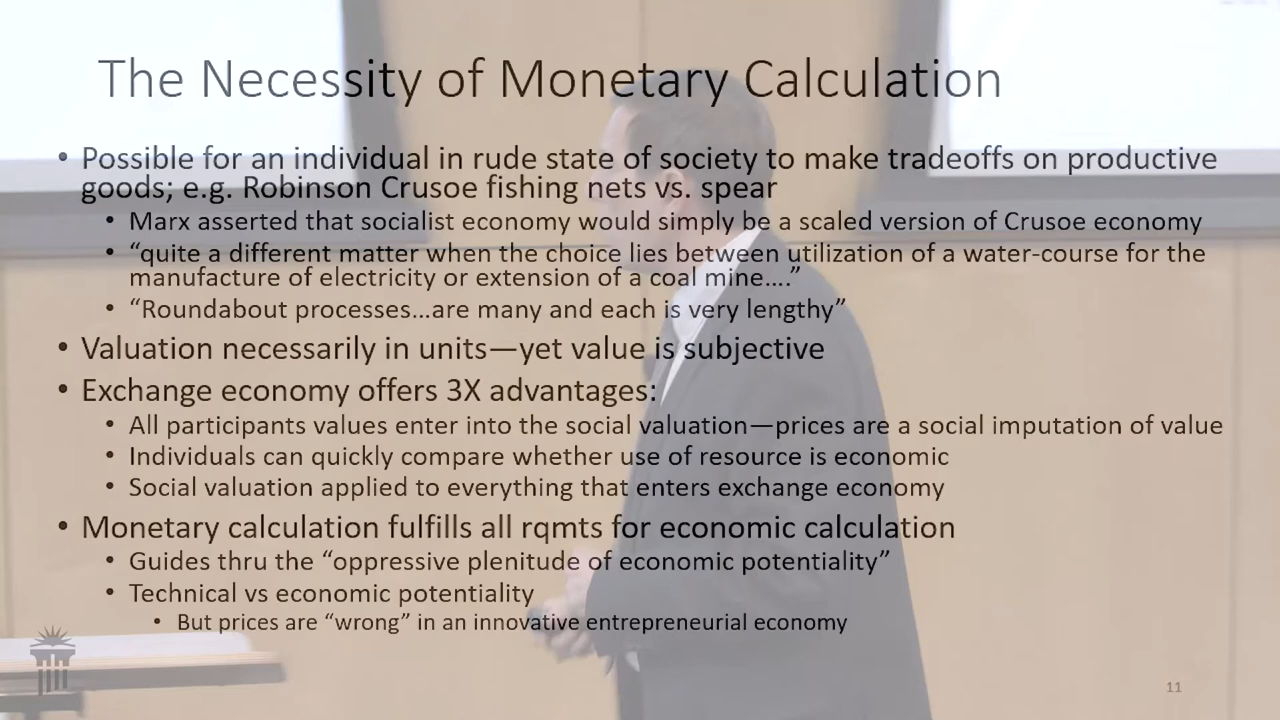 The Necessity of Monetary Calculation
• Possible for an individual in rude state of society to make tradeoffs on productive
goods; e.g. Robinson Crusoe fishing nets vs. spear
• Marx asserted that socialist economy would simply be a scaled version of Crusoe economy
• “quite a different matter when the choice lies between utilization of a water-course for the
manufacture of electricity or extension of a coal mine….”
• “Roundabout processes…are many and each is very lengthy”
• Valuation necessarily in units—yet value is subjective
• Exchange economy offers 3X advantages:
• All participants values enter into the social valuation—prices are a social imputation of value
• Individuals can quickly compare whether use of resource is economic
• Social valuation applied to everything that enters exchange economy
• Monetary calculation fulfills all rqmts for economic calculation
• Guides thru the “oppressive plenitude of economic potentiality”
• Technical vs economic potentiality
• But prices are “wrong” in an innovative entrepreneurial economy
11